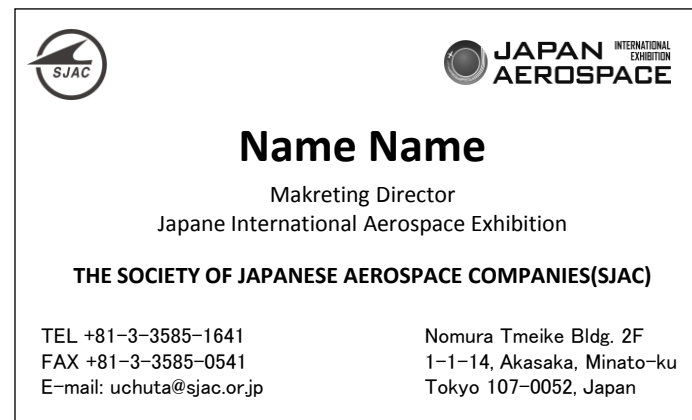 SJAC
JAPAN INTERNATIONAL EXHIBITION
AEROSPACE
Name Name
Makreting Director
Japane International Aerospace Exhibition
THE SOCIETY OF JAPANESE AEROSPACE COMPANIES(SJAC)
TEL +81-3-3585-1641
FAX +81-3-3585-0541
E-mail: uchuta@sjac.or.jp
Nomura Tmeike Bldg. 2F
1-1-14, Akasaka, Minato-ku
Tokyo 107-0052, Japan